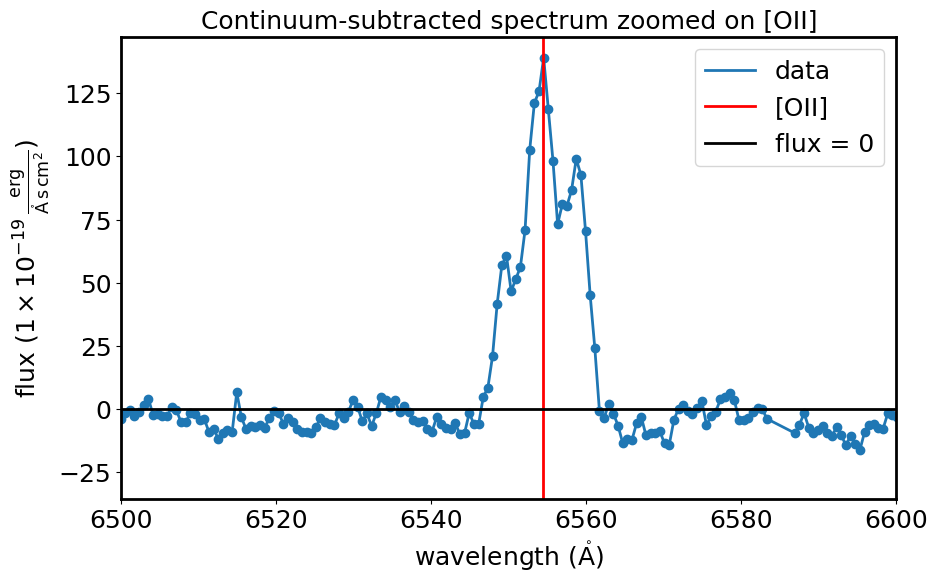 Continuum-subtracted spectrum zoomed on [OII]
data
[OII]
flux = 0
flux (1 × 10⁻¹⁹ erg / Å s cm²)
125
100
75
50
25
0
−25
6500 6520 6540 6560 6580 6600
wavelength (Å)